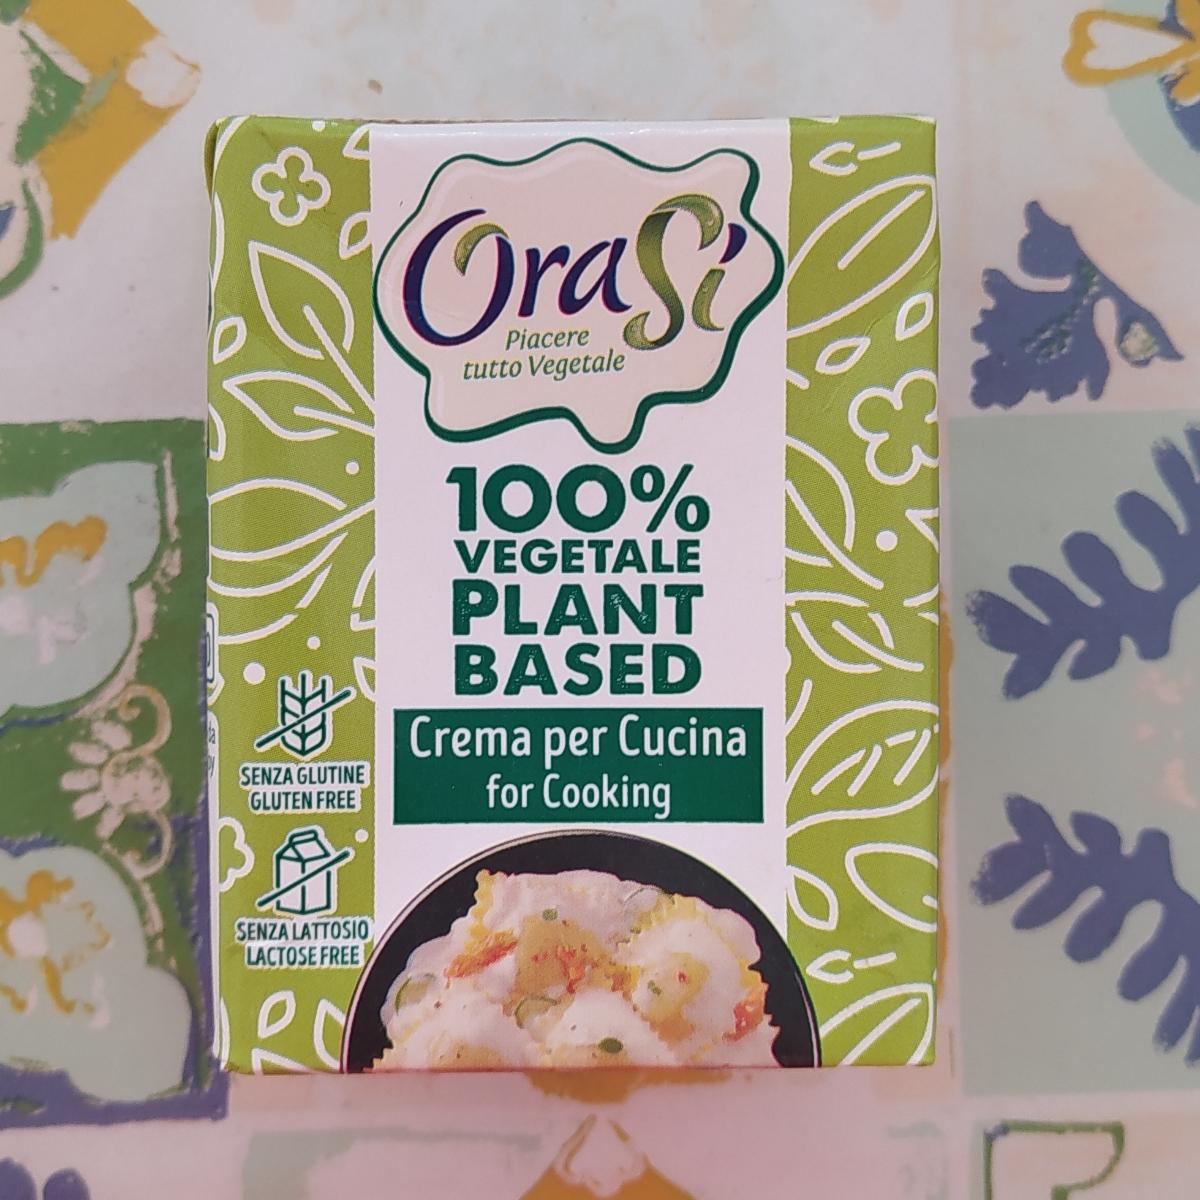 OraSì
Piacere
tutto Vegetale
100%
VEGETALE
PLANT
BASED
Crema per Cucina
for Cooking
SENZA GLUTINE
GLUTEN FREE
SENZA LATTOSIO
LACTOSE FREE